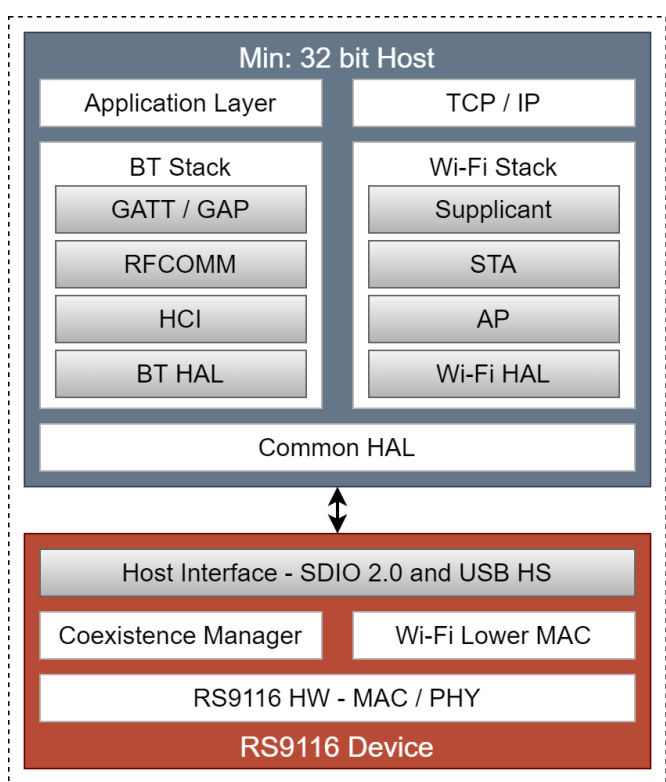 Min: 32 bit Host
Application Layer
TCP / IP
BT Stack
GATT / GAP
RFCOMM
HCI
BT HAL
Wi-Fi Stack
Supplicant
STA
AP
Wi-Fi HAL
Common HAL
Host Interface - SDIO 2.0 and USB HS
Coexistence Manager
Wi-Fi Lower MAC
RS9116 HW - MAC / PHY
RS9116 Device